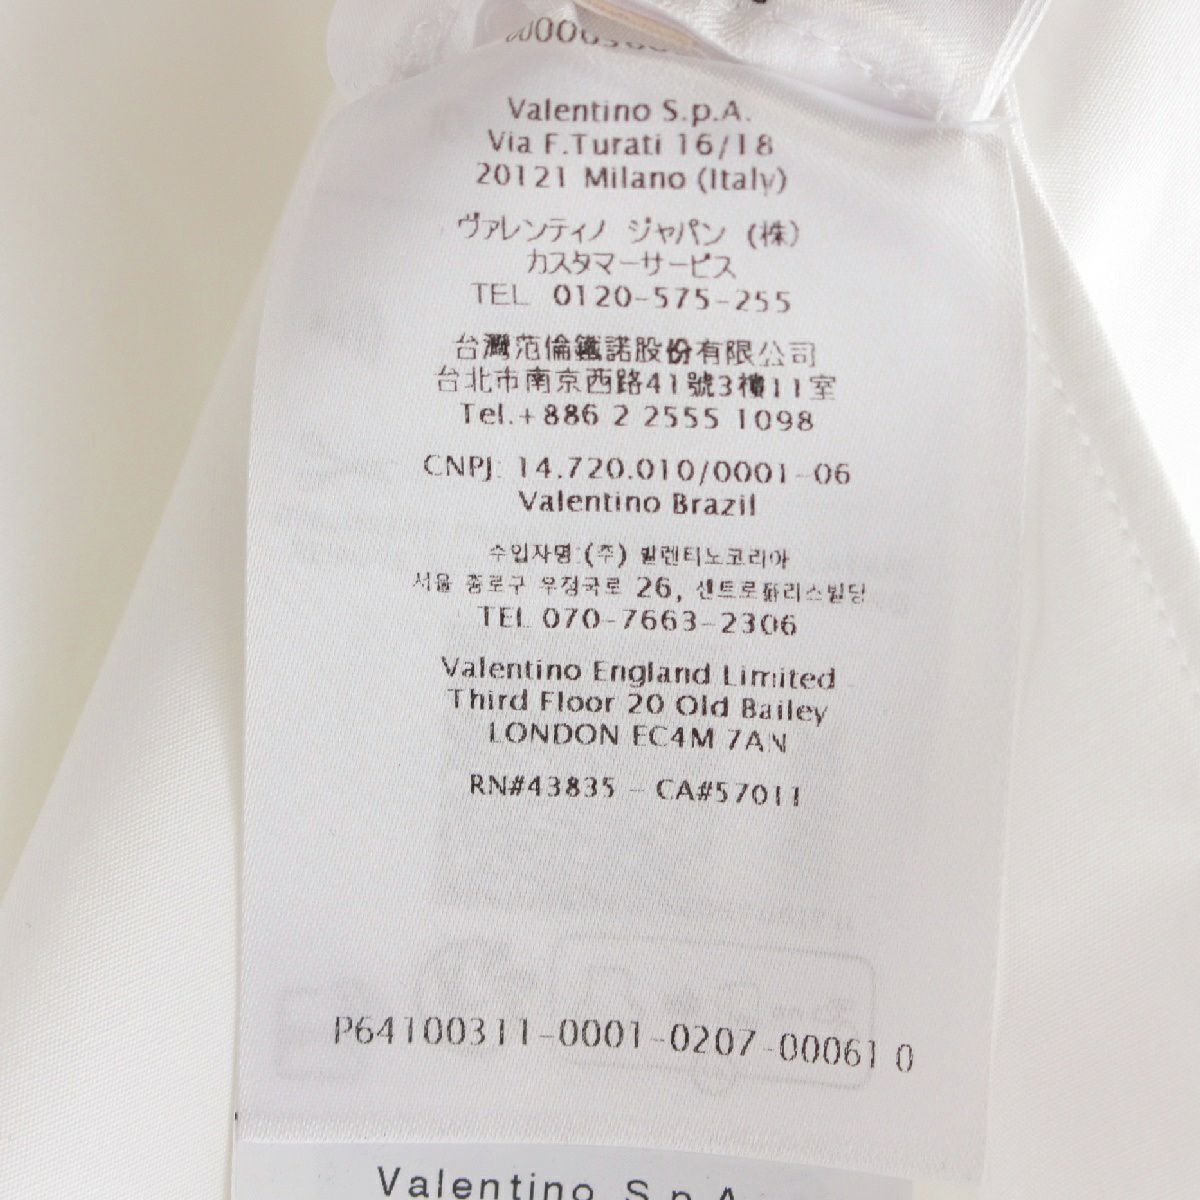 Valentino S.p.A.
Via F.Turati 16/18
20121 Milano (Italy)
ヴァレンティノ ジャパン (株)
カスタマーサービス
TEL 0120-575-255
台灣范倫鐵諾股份有限公司
台北市南京西路41號3樓11室
Tel.+886 2 2555 1098
CNPJ: 14.720.010/0001-06
Valentino Brazil
수입자명:(주) 발렌티노코리아
서울 종로구 우정국로 26, 센트로폴리스빌딩
TEL 070-7663-2306
Valentino England Limited
Third Floor 20 Old Bailey
LONDON EC4M 7AN
RN#43835 - CA#57011
P64100311-0001-0207-00061 0
Valentino S.p.A.